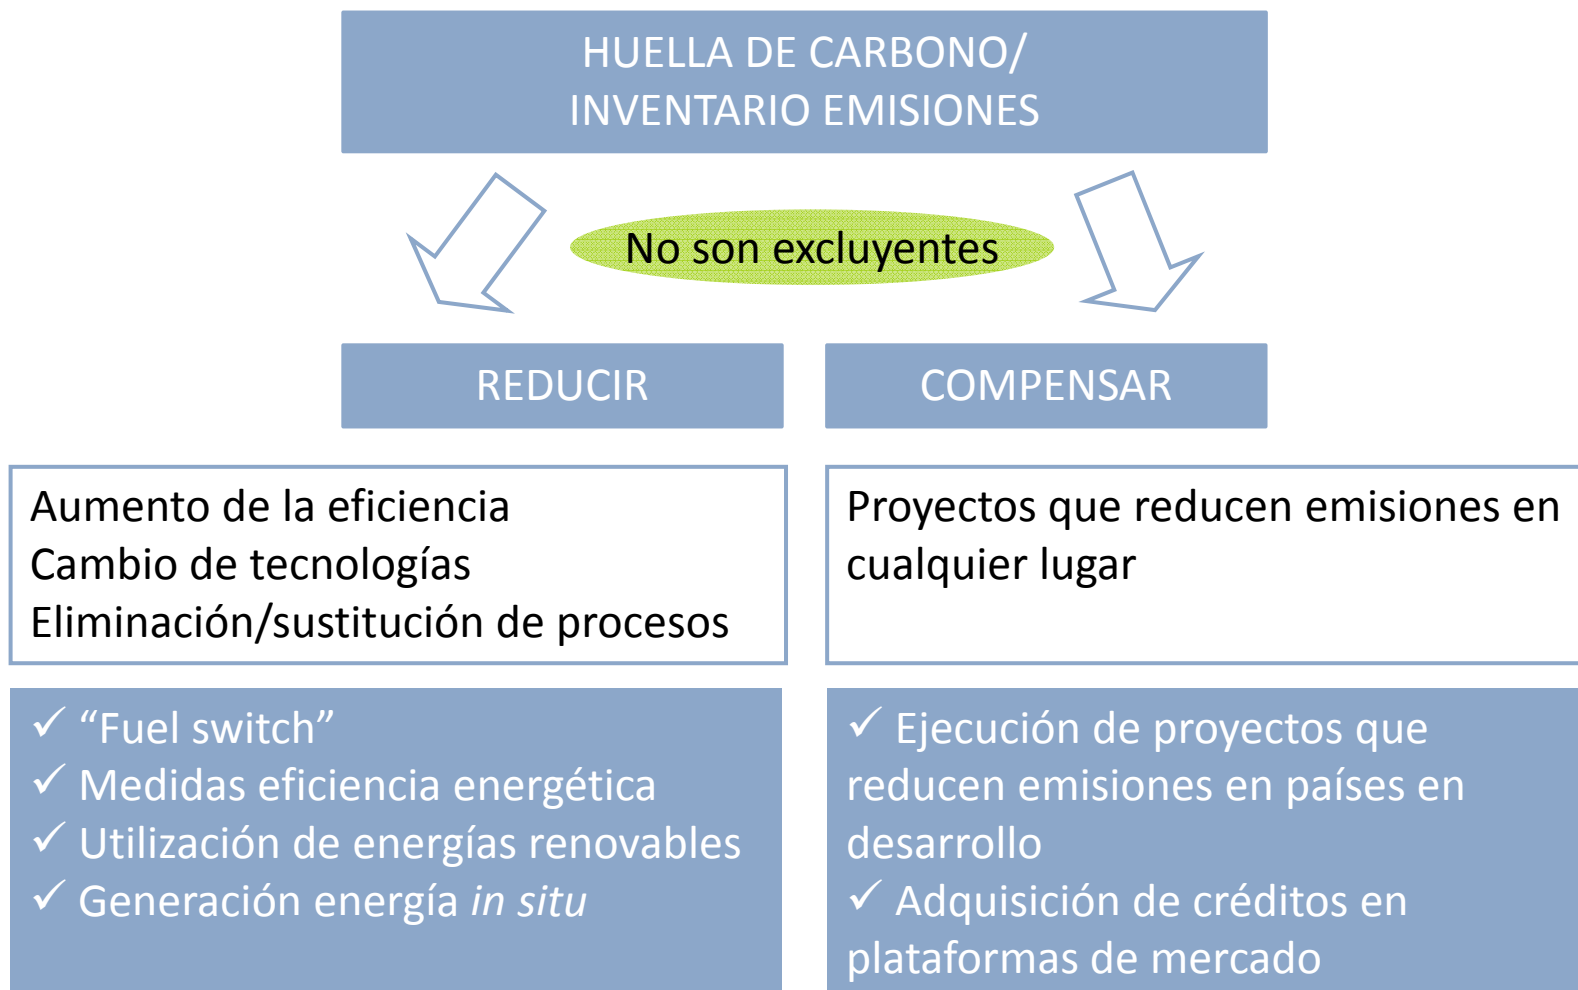 HUELLA DE CARBONO/
INVENTARIO EMISIONES
No son excluyentes
REDUCIR
COMPENSAR
Aumento de la eficiencia
Cambio de tecnologías
Eliminación/sustitución de procesos
Proyectos que reducen emisiones en
cualquier lugar
✓ “Fuel switch”
✓ Medidas eficiencia energética
✓ Utilización de energías renovables
✓ Generación energía in situ
✓ Ejecución de proyectos que
reducen emisiones en países en
desarrollo
✓ Adquisición de créditos en
plataformas de mercado